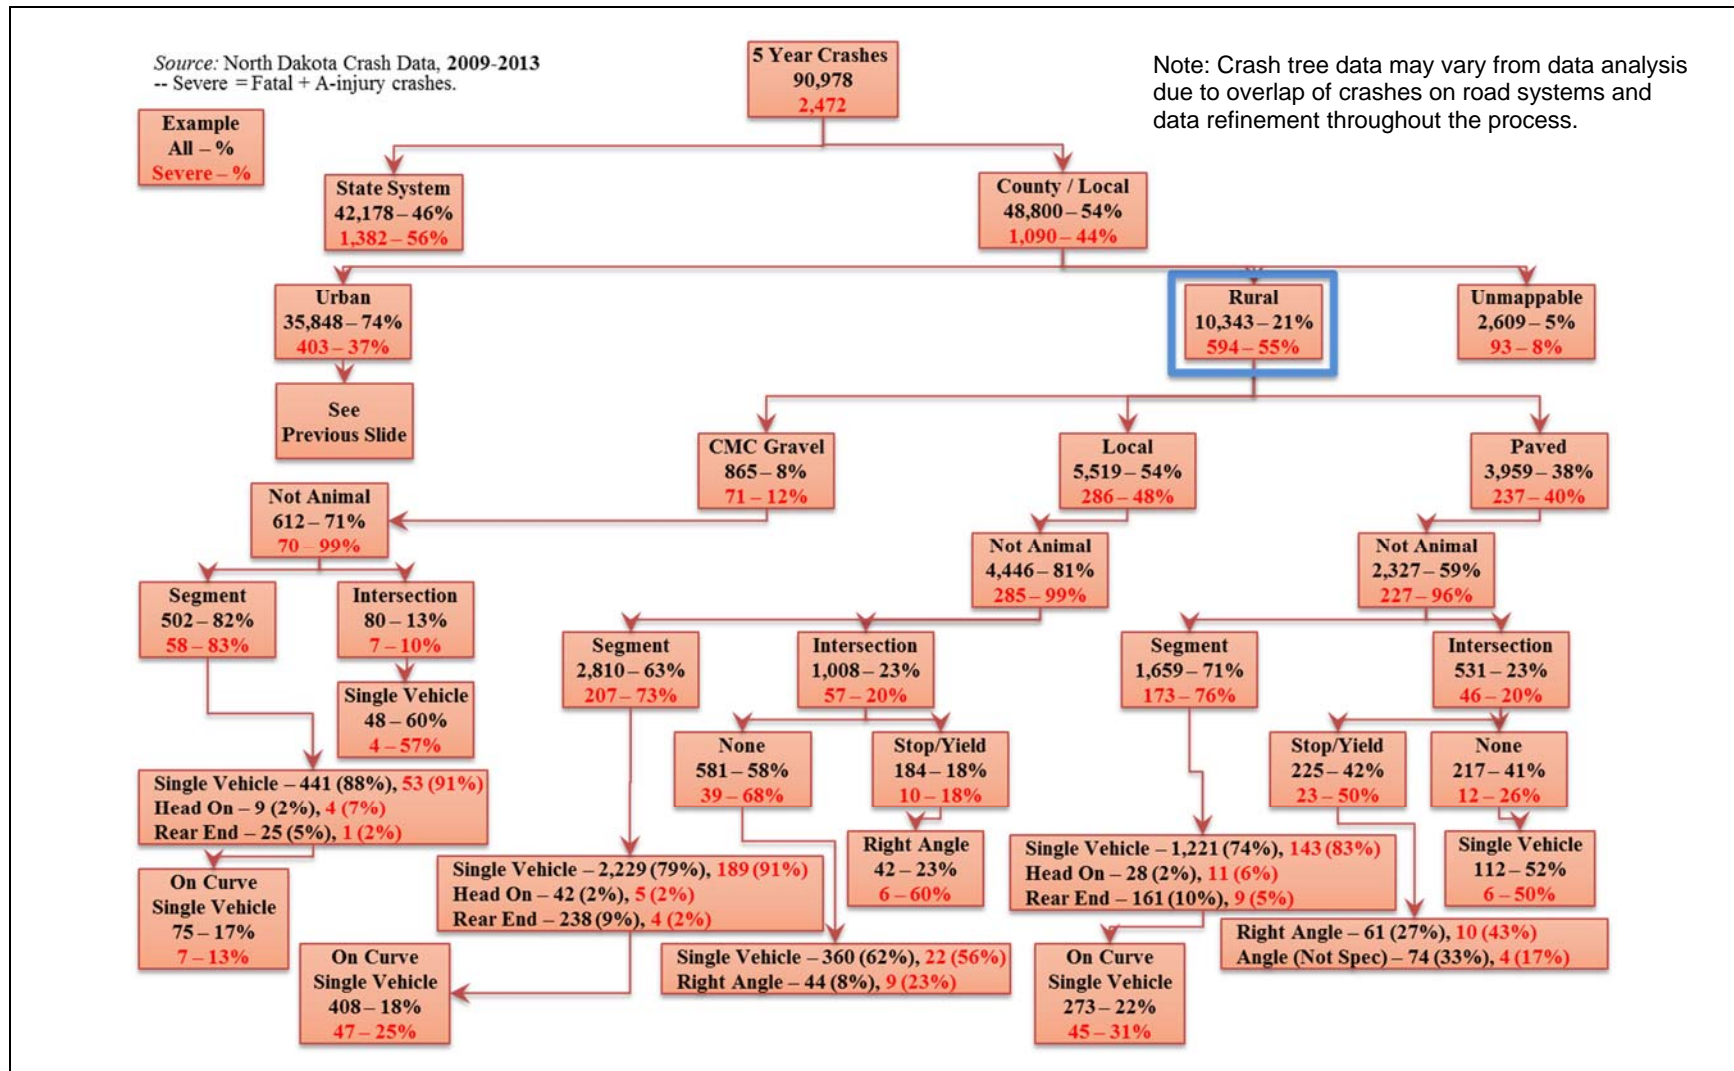 Source: North Dakota Crash Data, 2009-2013
-- Severe = Fatal + A-injury crashes.
5 Year Crashes
90,978
2,472
Note: Crash tree data may vary from data analysis
due to overlap of crashes on road systems and
data refinement throughout the process.
Example
All – %
Severe – %
State System
42,178 – 46%
1,382 – 56%
County / Local
48,800 – 54%
1,090 – 44%
Urban
35,848 – 74%
403 – 37%
Rural
10,343 – 21%
594 – 55%
Unmappable
2,609 – 5%
93 – 8%
See
Previous Slide
CMC Gravel
865 – 8%
71 – 12%
Local
5,519 – 54%
286 – 48%
Paved
3,959 – 38%
237 – 40%
Not Animal
612 – 71%
70 – 99%
Not Animal
4,446 – 81%
285 – 99%
Not Animal
2,327 – 59%
227 – 96%
Segment
502 – 82%
58 – 83%
Intersection
80 – 13%
7 – 10%
Segment
2,810 – 63%
207 – 73%
Intersection
1,008 – 23%
57 – 20%
Segment
1,659 – 71%
173 – 76%
Intersection
531 – 23%
46 – 20%
Single Vehicle
48 – 60%
4 – 57%
None
581 – 58%
39 – 68%
Stop/Yield
184 – 18%
10 – 18%
Stop/Yield
225 – 42%
23 – 50%
None
217 – 41%
12 – 26%
Single Vehicle – 441 (88%), 53 (91%)
Head On – 9 (2%), 4 (7%)
Rear End – 25 (5%), 1 (2%)
Right Angle
42 – 23%
6 – 60%
Single Vehicle – 1,221 (74%), 143 (83%)
Head On – 28 (2%), 11 (6%)
Rear End – 161 (10%), 9 (5%)
Single Vehicle
112 – 52%
6 – 50%
Single Vehicle – 2,229 (79%), 189 (91%)
Head On – 42 (2%), 5 (2%)
Rear End – 238 (9%), 4 (2%)
On Curve
Single Vehicle
75 – 17%
7 – 13%
Right Angle – 61 (27%), 10 (43%)
Angle (Not Spec) – 74 (33%), 4 (17%)
On Curve
Single Vehicle
408 – 18%
47 – 25%
Single Vehicle – 360 (62%), 22 (56%)
Right Angle – 44 (8%), 9 (23%)
On Curve
Single Vehicle
273 – 22%
45 – 31%